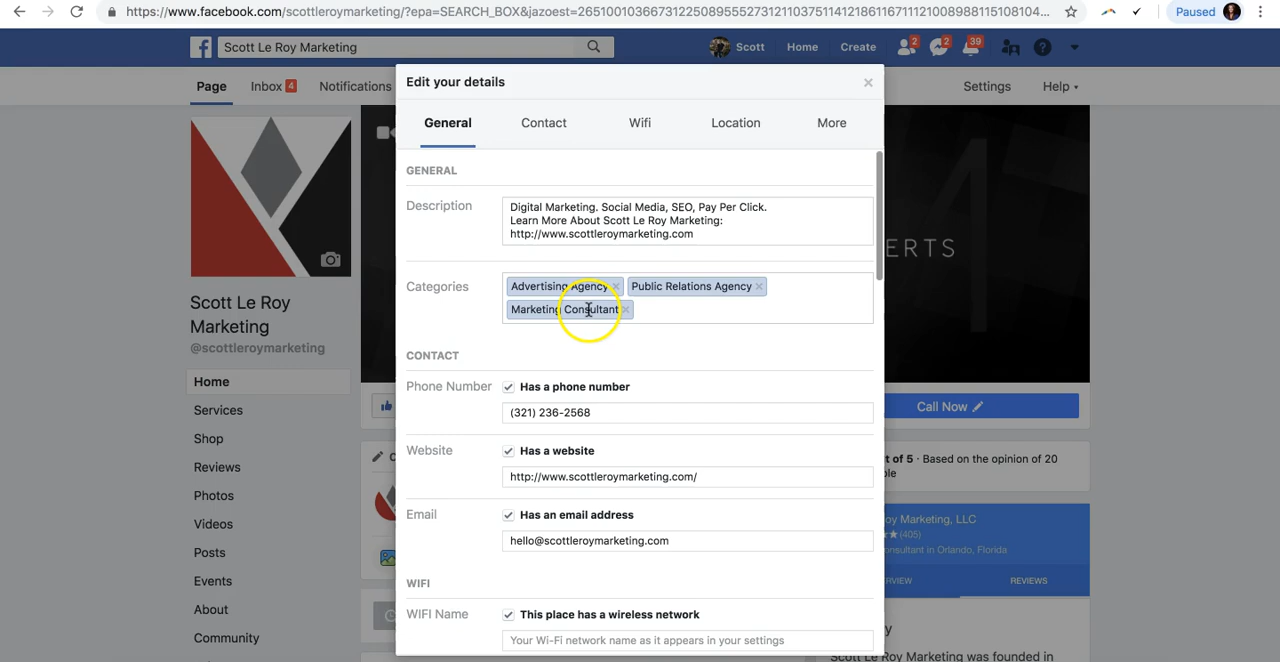 https://www.facebook.com/scottleroymarketing/?epa=SEARCH_BOX&jazoest=265100103667312250895552731211037511412186116711121008988115108104...
Paused
Scott Le Roy Marketing
Scott
Home
Create
2
2
39
Page
Inbox 4
Notifications
Settings
Help
Edit your details
General
Contact
Wifi
Location
More
GENERAL
Description
Digital Marketing. Social Media, SEO, Pay Per Click.
Learn More About Scott Le Roy Marketing:
http://www.scottleroymarketing.com
Categories
Advertising Agency
Public Relations Agency
Marketing Consultant
CONTACT
Phone Number
Has a phone number
(321) 236-2568
Website
Has a website
http://www.scottleroymarketing.com/
Email
Has an email address
hello@scottleroymarketing.com
WIFI
WIFI Name
This place has a wireless network
Your Wi-Fi network name as it appears in your settings
Scott Le Roy
Marketing
@scottleroymarketing
Home
Services
Shop
Reviews
Photos
Videos
Posts
Events
About
Community
ERTS
Call Now
t of 5 · Based on the opinion of 20
ple
oy Marketing, LLC
(405)
onsultant in Orlando, Florida
RVIEW
REVIEWS
y
Scott Le Roy Marketing was founded in